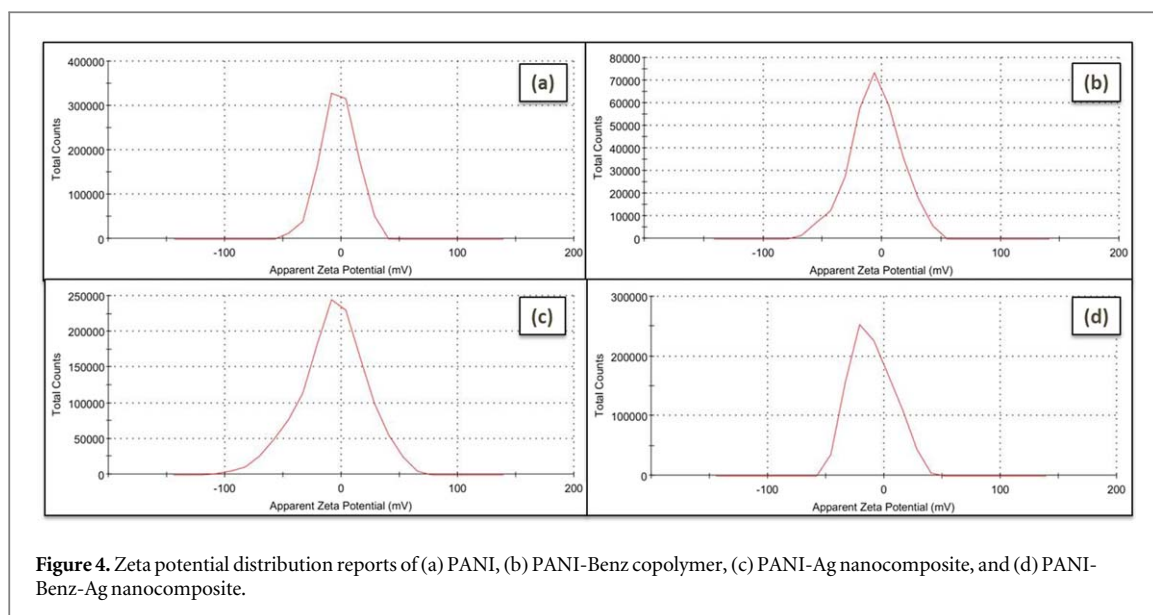 400000
300000
200000
100000
0
Total Counts
(a)
-100
0
100
200
Apparent Zeta Potential (mV)
80000
70000
60000
50000
40000
30000
20000
10000
0
Total Counts
(b)
-100
0
100
200
Apparent Zeta Potential (mV)
250000
200000
150000
100000
50000
0
Total Counts
(c)
-100
0
100
200
Apparent Zeta Potential (mV)
300000
200000
100000
0
Total Counts
(d)
-100
0
100
200
Apparent Zeta Potential (mV)
Figure 4. Zeta potential distribution reports of (a) PANI, (b) PANI-Benz copolymer, (c) PANI-Ag nanocomposite, and (d) PANI-
Benz-Ag nanocomposite.